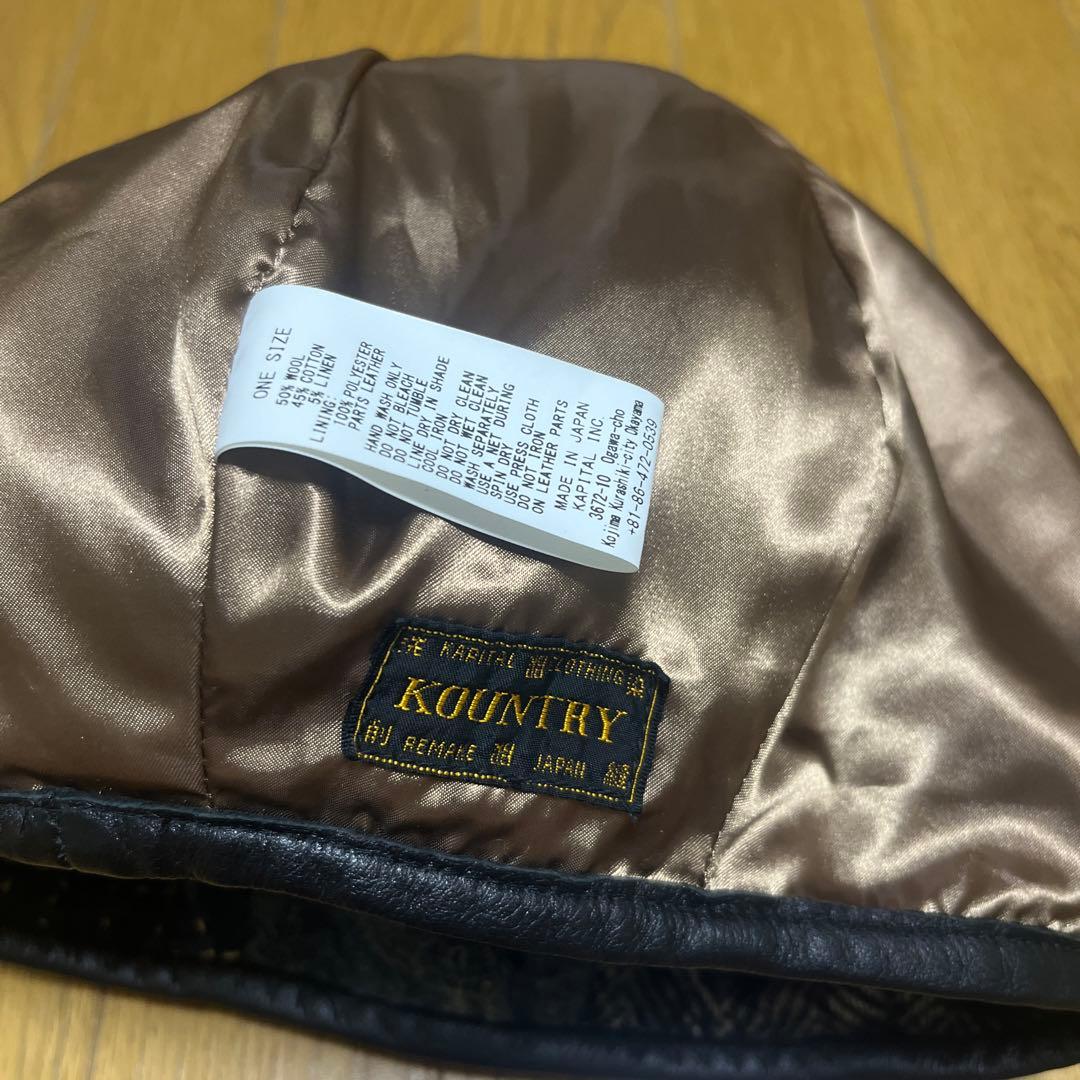 ONE SIZE
50% WOOL
45% COTTON
5% LINEN
LINANG:
100% POLYESTER
PARTS LEATHER
HAND WASH ONLY
DO NOT BLEACH
DO NOT TUMBLE
LINE DRY IN SHADE
COOL IRON
DO NOT DRY CLEAN
DO NOT WET CLEAN
WASH SEPARATELY
USE A NET DURING
SPIN DRY
USE PRESS CLOTH
DO NOT IRON
ON LEATHER PARTS
MADE IN JAPAN
KAPITAL INC.
3672-10 Ogawa-cho
Kojima Kurashiki-city Okayama
+81-86-472-0539
KAPITAL
KOUNTRY
REMAKE JAPAN